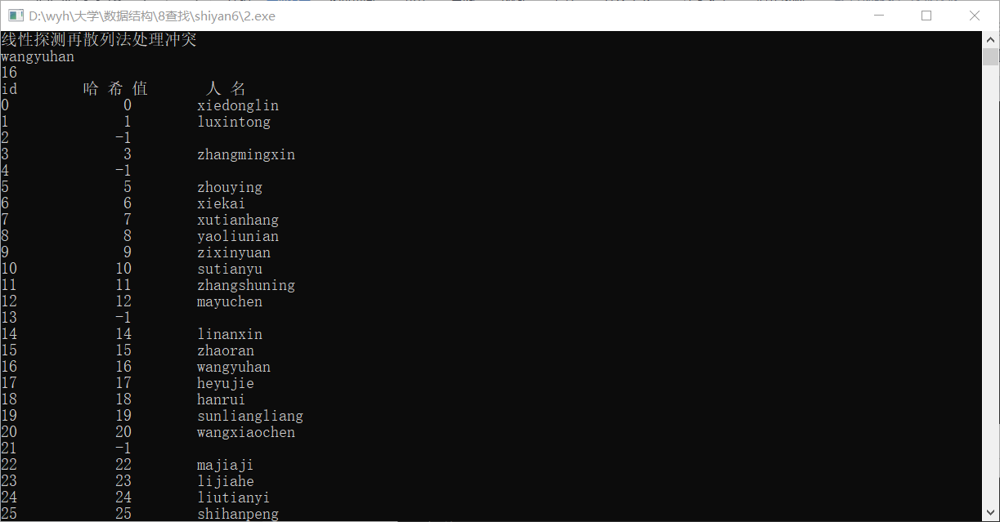 D:\wyh\大学\数据结构\8查找\shiyan6\2.exe
线性探测再散列法处理冲突
wangyuhan
16
id 哈 希 值 人 名
0 0 xiedonglin
1 1 luxintong
2 -1
3 3 zhangmingxin
4 -1
5 5 zhouying
6 6 xiekai
7 7 xutianhang
8 8 yaoliunian
9 9 zixinyuan
10 10 sutianyu
11 11 zhangshuning
12 12 mayuchen
13 -1
14 14 linanxin
15 15 zhaoran
16 16 wangyuhan
17 17 heyujie
18 18 hanrui
19 19 sunliangliang
20 20 wangxiaochen
21 -1
22 22 majiaji
23 23 lijiahe
24 24 liutianyi
25 25 shihanpeng